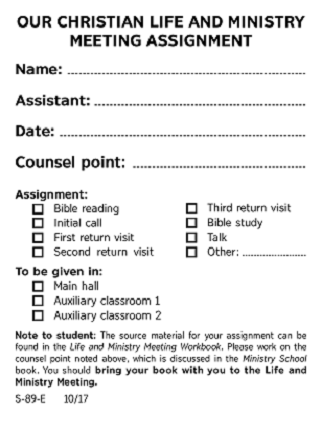 OUR CHRISTIAN LIFE AND MINISTRY
MEETING ASSIGNMENT
Name: ........................................
Assistant: ........................................
Date: ........................................
Counsel point: ........................................
Assignment:
Bible reading
Initial call
First return visit
Second return visit
Third return visit
Bible study
Talk
Other: ....................
To be given in:
Main hall
Auxiliary classroom 1
Auxiliary classroom 2
Note to student: The source material for your assignment can be
found in the Life and Ministry Meeting Workbook. Please work on the
counsel point noted above, which is discussed in the Ministry School
book. You should bring your book with you to the Life and
Ministry Meeting.
S-89-E 10/17